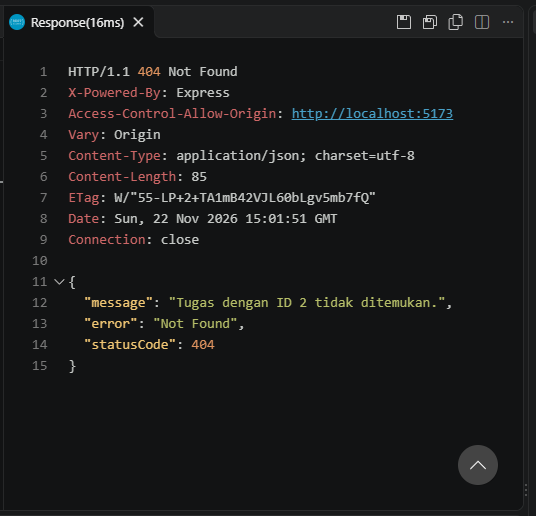 Response(16ms)
1 HTTP/1.1 404 Not Found
2 X-Powered-By: Express
3 Access-Control-Allow-Origin: http://localhost:5173
4 Vary: Origin
5 Content-Type: application/json; charset=utf-8
6 Content-Length: 85
7 ETag: W/"55-LP+2+TA1mB42VJL60bLgv5mb7fQ"
8 Date: Sun, 22 Nov 2026 15:01:51 GMT
9 Connection: close
10
11 {
12 "message": "Tugas dengan ID 2 tidak ditemukan.",
13 "error": "Not Found",
14 "statusCode": 404
15 }